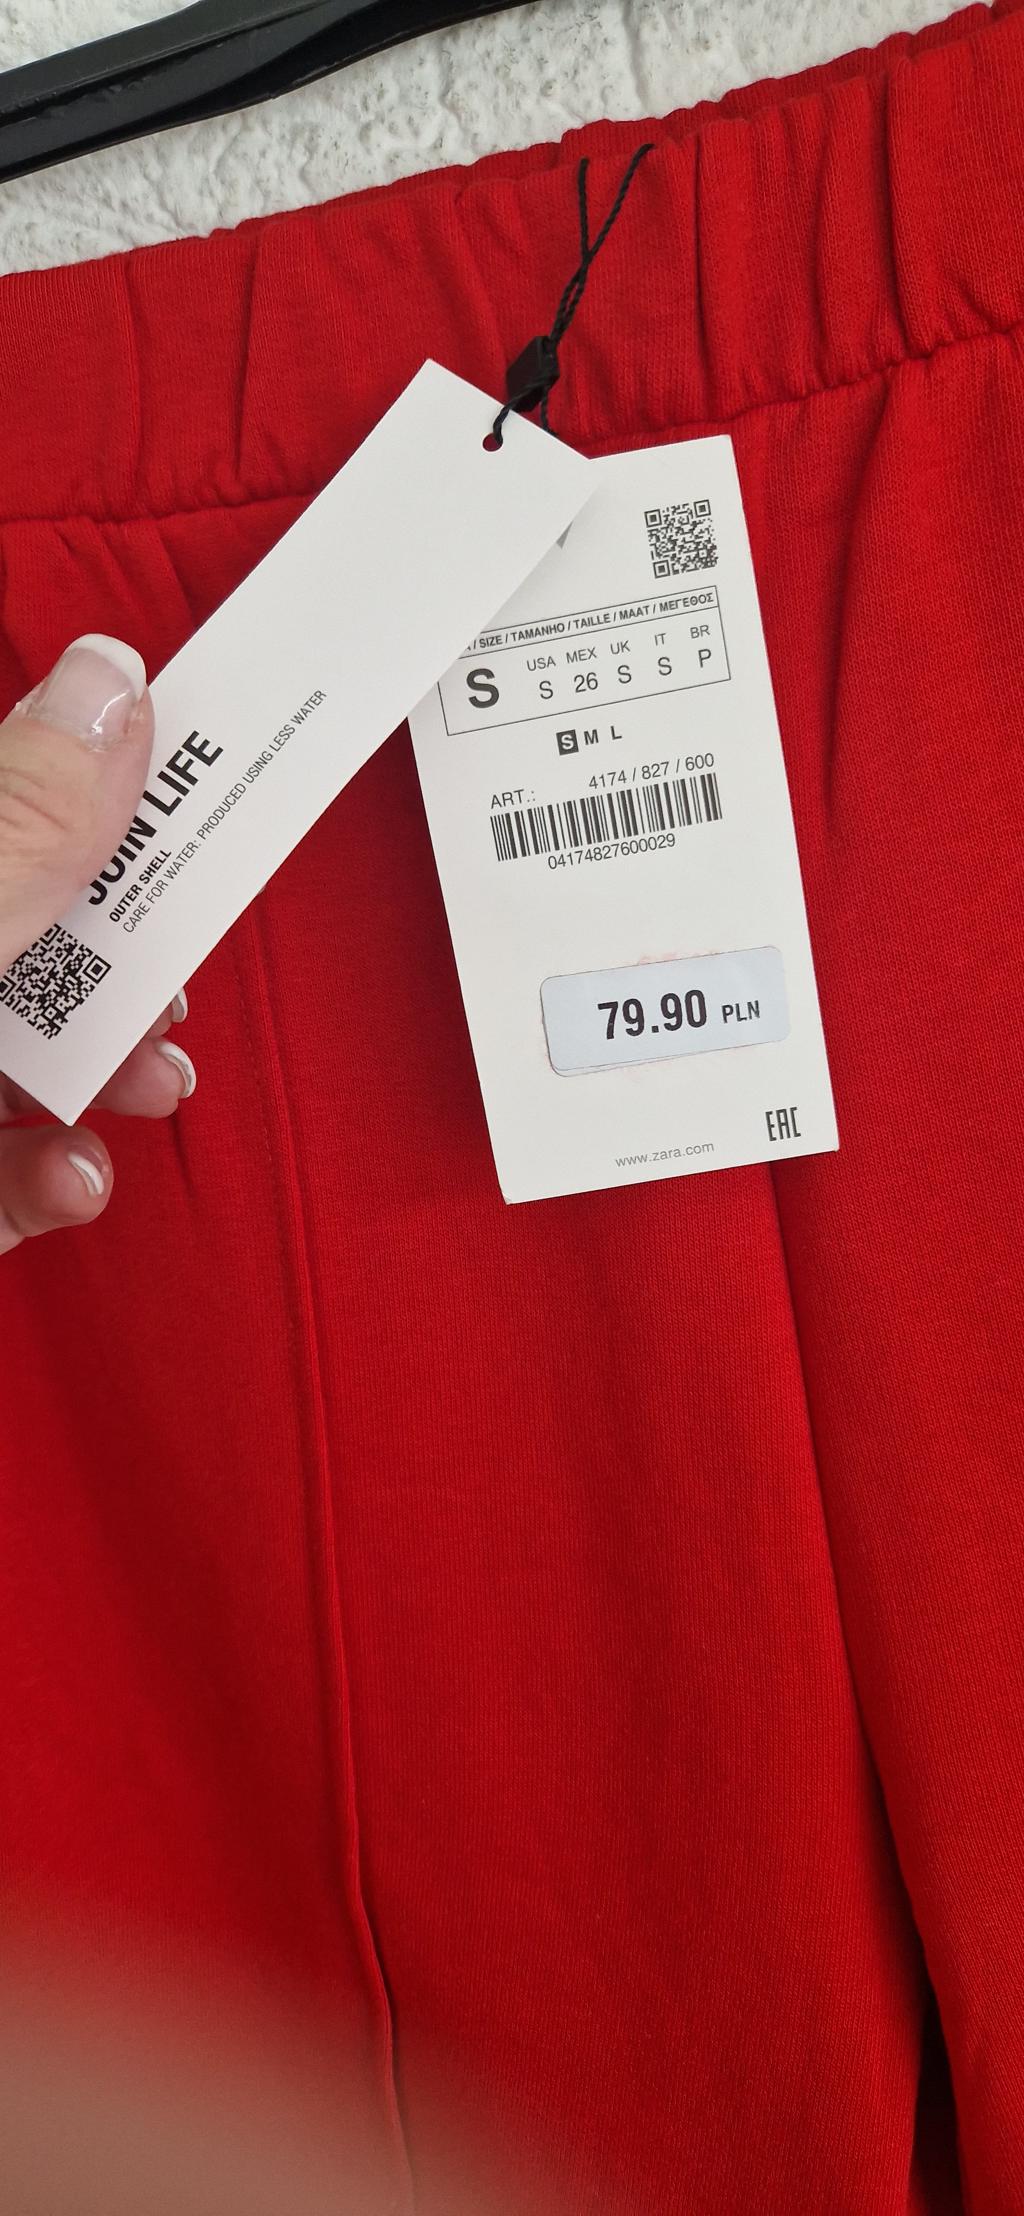 JOIN LIFE
OUTER SHELL
CARE FOR WATER: PRODUCED USING LESS WATER
/ SIZE / TAMANHO / TAILLE / MAAT / ΜΕΓΕΘΟΣ
S
USA MEX UK IT BR
S 26 S S P
S M L
ART.: 4174 / 827 / 600
04174827600029
79.90 PLN
EAC
www.zara.com